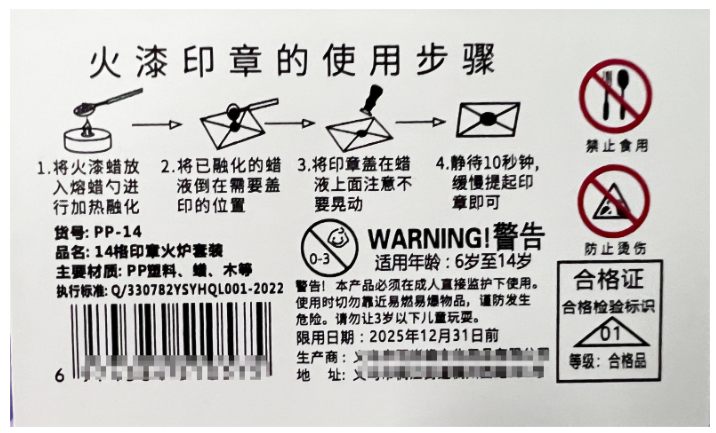 火漆印章的使用步骤
1.将火漆蜡放
入熔蜡勺进
行加热融化
2.将已融化的蜡
液倒在需要盖
印的位置
3.将印章盖在蜡
液上面注意不
要晃动
4.静待10秒钟,
缓慢提起印
章即可
禁止食用
防止烫伤
货号: PP-14
品名: 14格印章火炉套装
主要材质: PP塑料、蜡、木等
执行标准: Q/330782YSYHQL001-2022
6
0-3
WARNING!警告
适用年龄: 6岁至14岁
警告! 本产品必须在成人直接监护下使用。
使用时切勿靠近易燃易爆物品, 谨防发生
危险。请勿让3岁以下儿童玩耍。
限用日期: 2025年12月31日前
生产商:
地 址:
合格证
合格检验标识
01
等级: 合格品